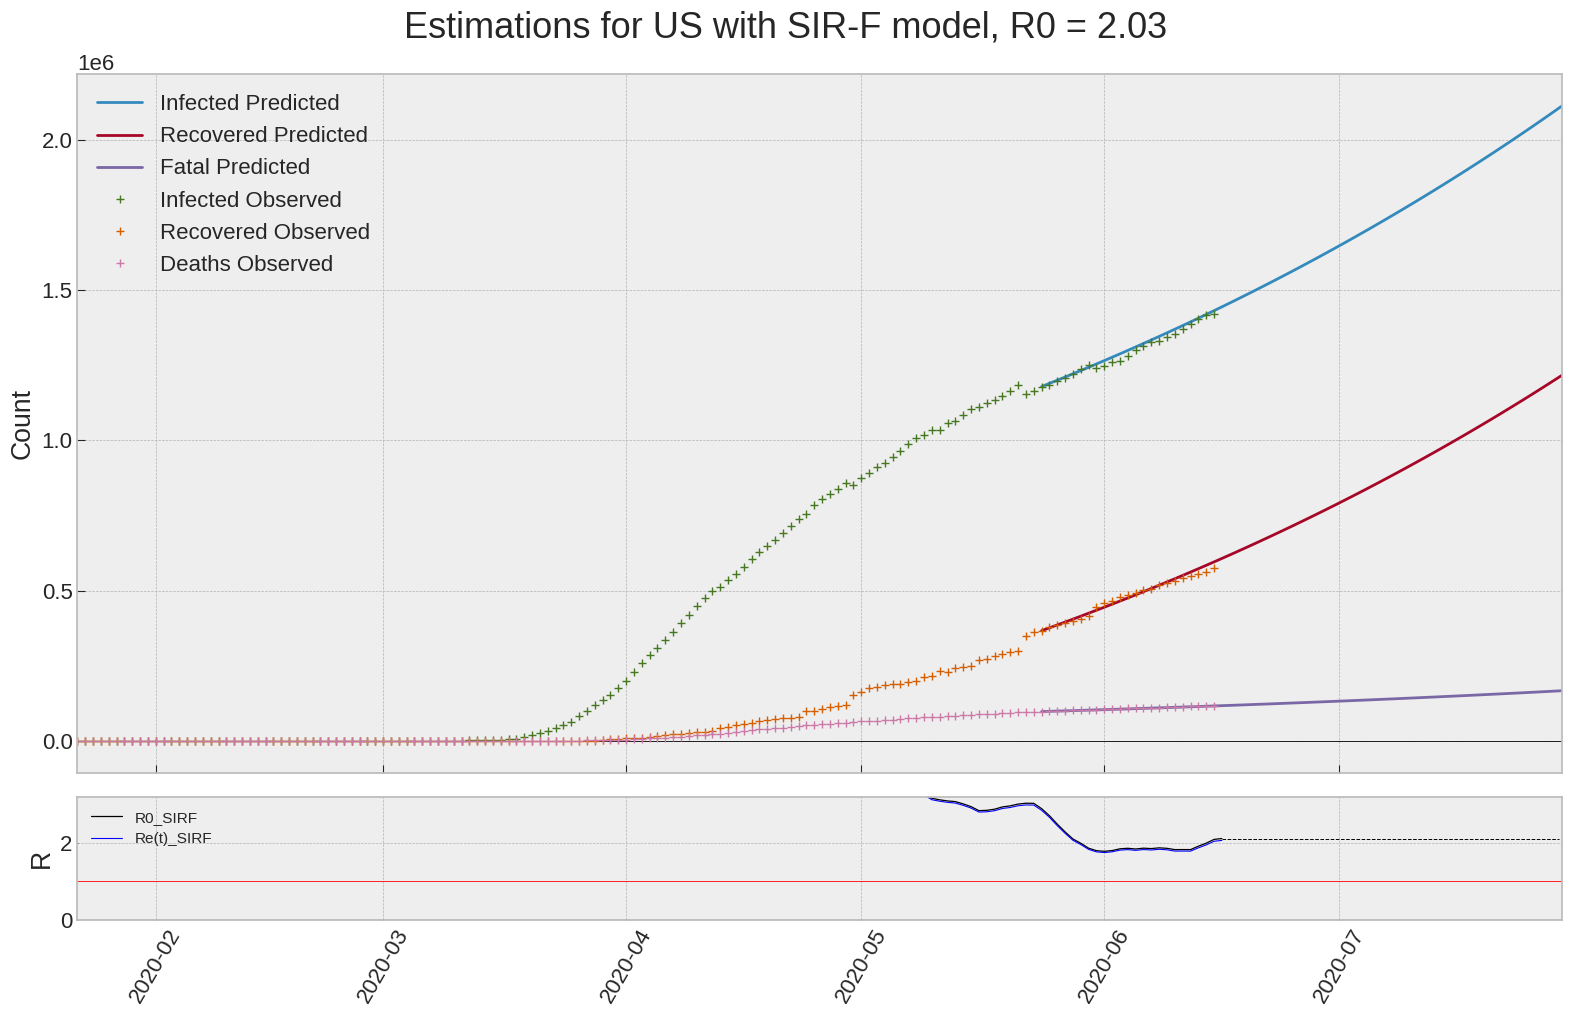 Estimations for US with SIR-F model, R0 = 2.03
1e6
Infected Predicted
Recovered Predicted
Fatal Predicted
Infected Observed
Recovered Observed
Deaths Observed
2.0
1.5
1.0
0.5
0.0
Count
R0_SIRF
Re(t)_SIRF
2
0
R
2020-02
2020-03
2020-04
2020-05
2020-06
2020-07